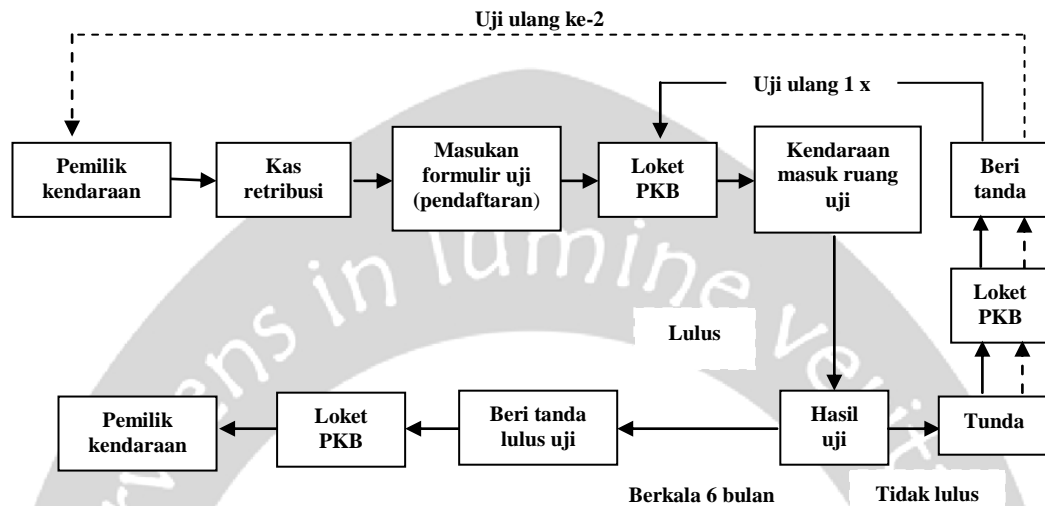 Uji ulang ke-2
Uji ulang 1 x
Pemilik
kendaraan
Kas
retribusi
Masukan
formulir uji
(pendaftaran)
Loket
PKB
Kendaraan
masuk ruang
uji
Beri
tanda
Loket
PKB
Lulus
Pemilik
kendaraan
Loket
PKB
Beri tanda
lulus uji
Hasil
uji
Tunda
Berkala 6 bulan
Tidak lulus
in lumine